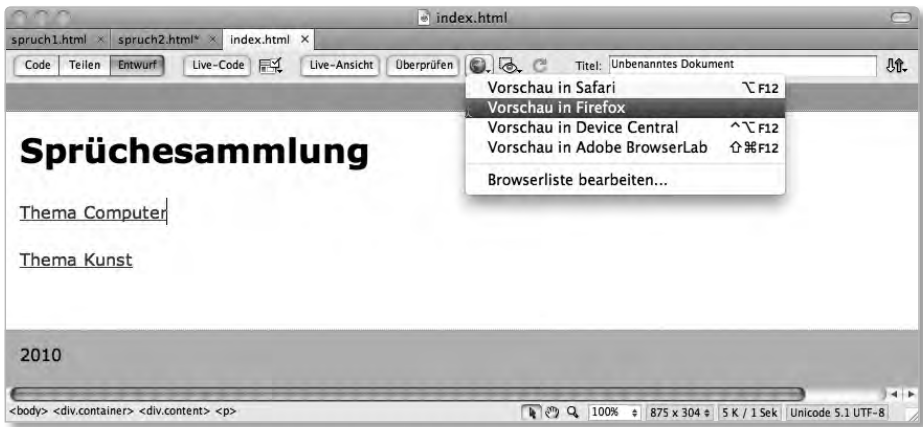 index.html
spruch1.html × spruch2.html* × index.html ×
Code Teilen Entwurf Live-Code Live-Ansicht Überprüfen Titel: Unbenanntes Dokument
Vorschau in Safari ⌥F12
Vorschau in Firefox
Vorschau in Device Central ^⌥F12
Vorschau in Adobe BrowserLab ⇧⌘F12
Browserliste bearbeiten...
Sprüchesammlung
Thema Computer
Thema Kunst
2010
<body> <div.container> <div.content> <p> 100% 875 x 304 5 K / 1 Sek Unicode 5.1 UTF-8